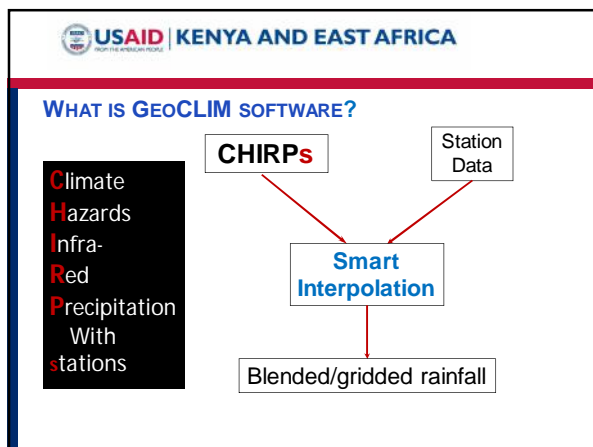 USAID | KENYA AND EAST AFRICA
FROM THE AMERICAN PEOPLE
WHAT IS GEOCLIM SOFTWARE?
CHIRPs
Station
Data
Climate
Hazards
Infra-
Red
Precipitation
With
stations
Smart
Interpolation
Blended/gridded rainfall